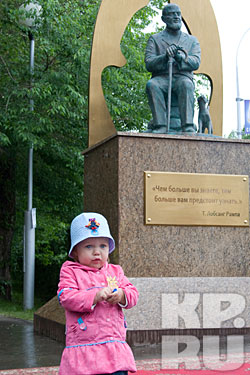 «Чем больше вы знаете, тем
больше вам предстоит узнать.»
Т. Лобсанг Рампа
KP.
RU